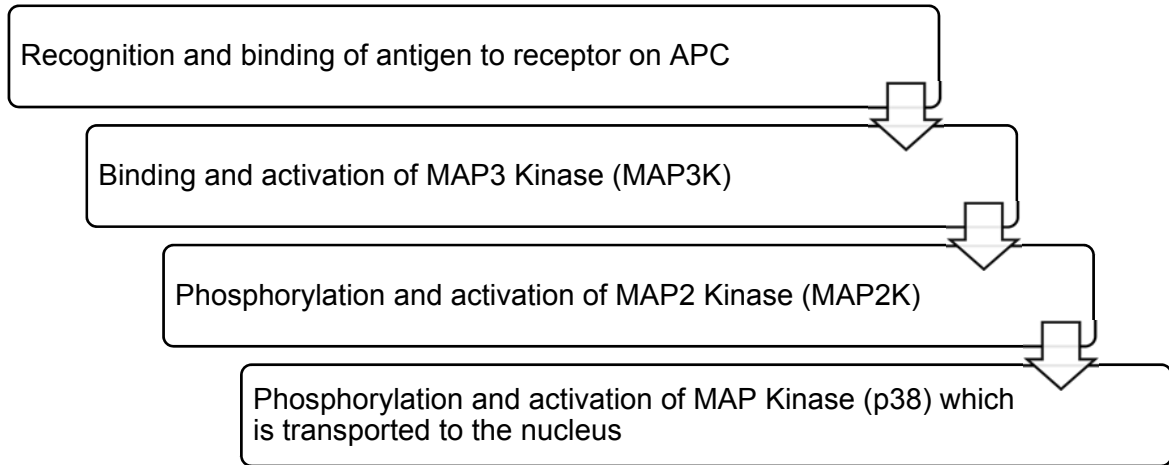 Recognition and binding of antigen to receptor on APC
Binding and activation of MAP3 Kinase (MAP3K)
Phosphorylation and activation of MAP2 Kinase (MAP2K)
Phosphorylation and activation of MAP Kinase (p38) which
is transported to the nucleus